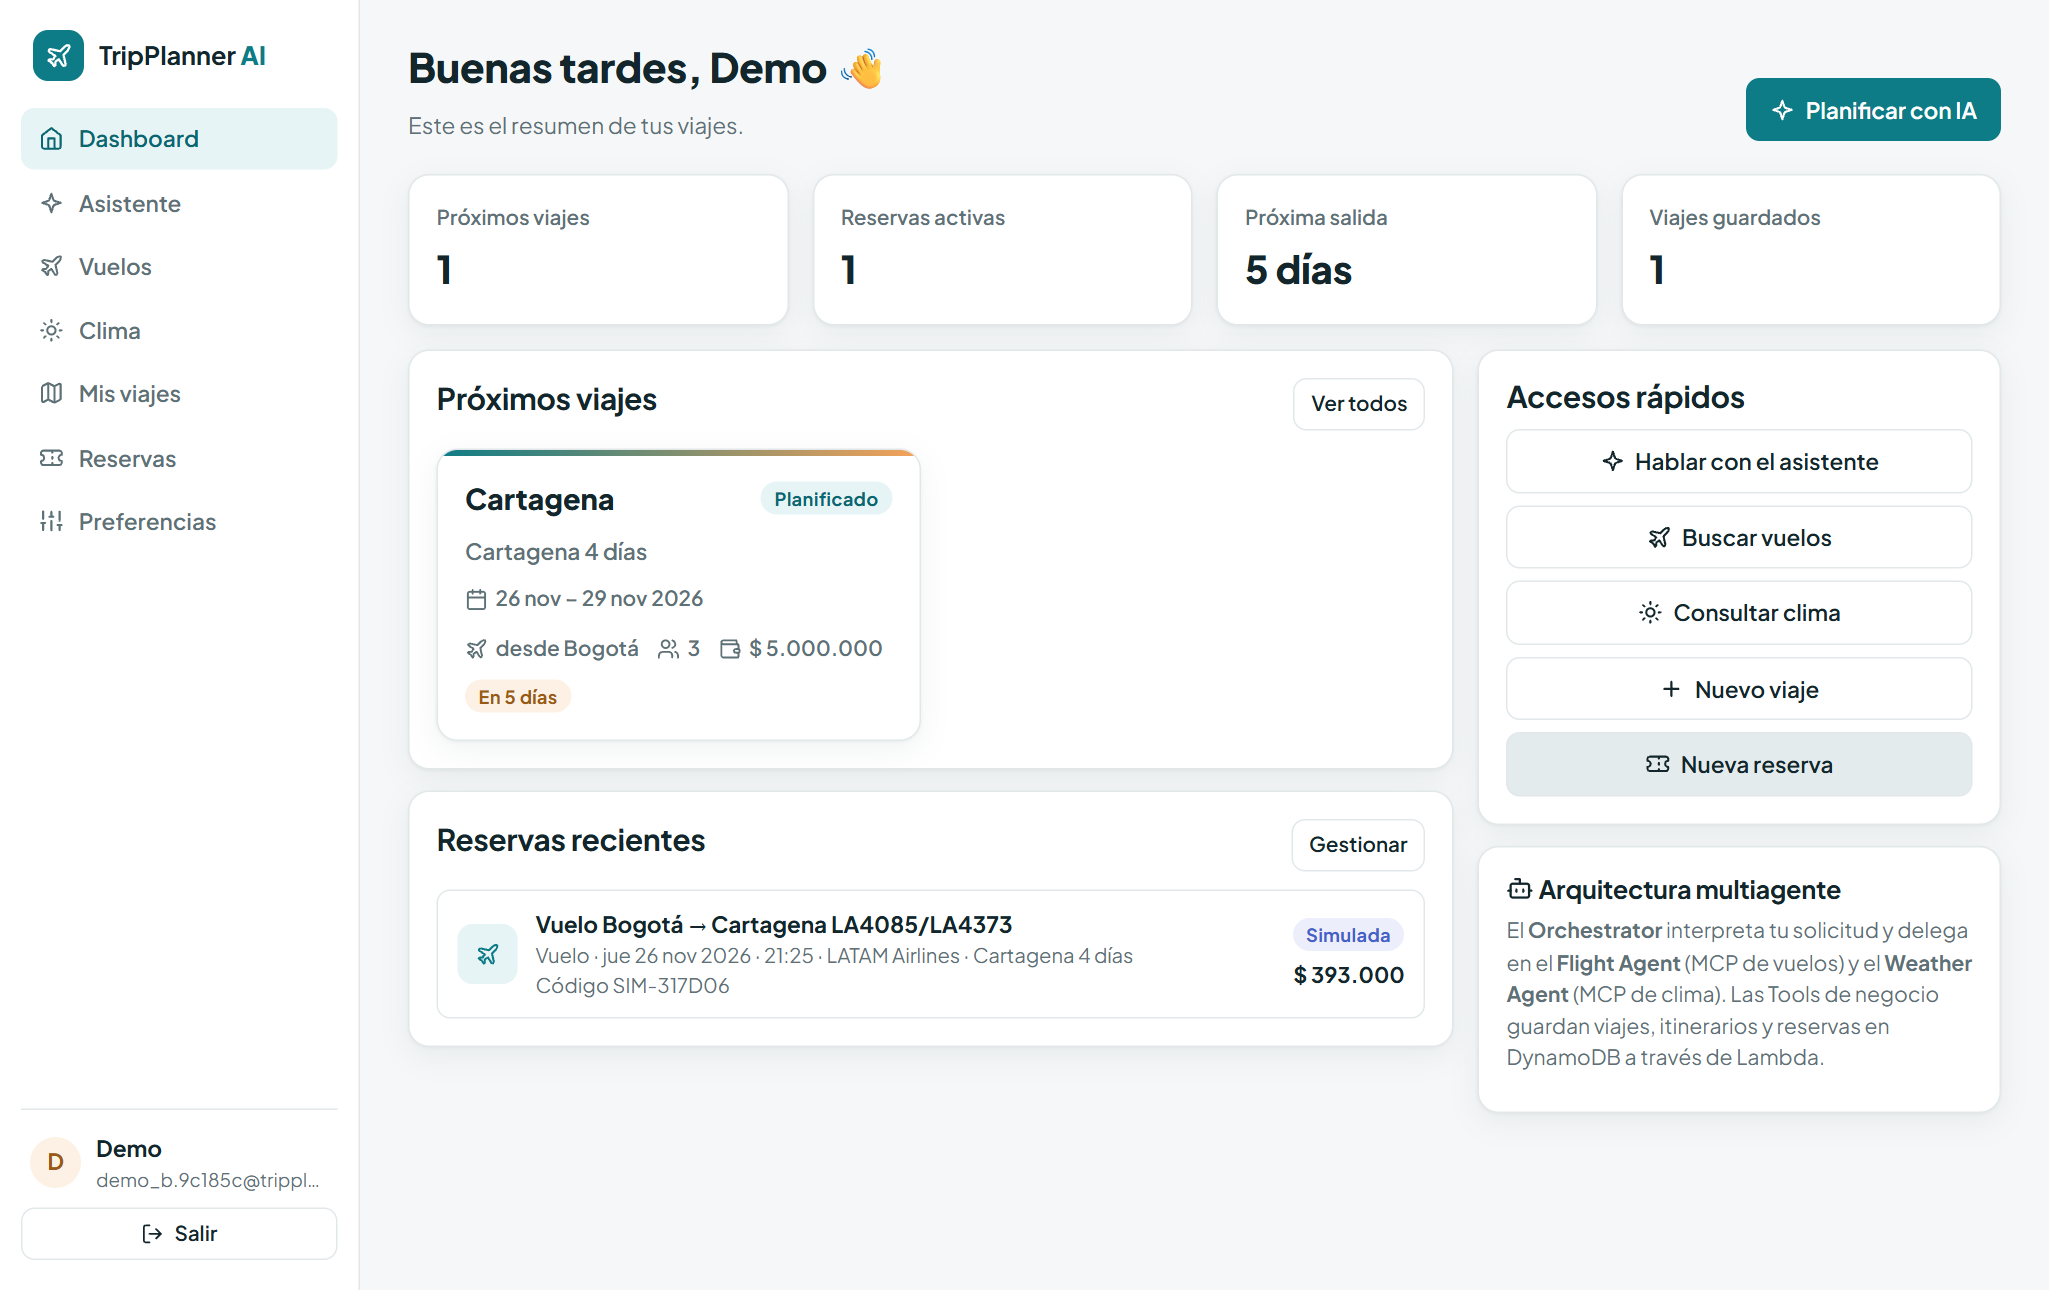 TripPlanner AI
Dashboard
Asistente
Vuelos
Clima
Mis viajes
Reservas
Preferencias
D
Demo
demo_b.9c185c@trippl...
Salir
Buenas tardes, Demo 👋
Este es el resumen de tus viajes.
Planificar con IA
Próximos viajes
1
Reservas activas
1
Próxima salida
5 días
Viajes guardados
1
Próximos viajes
Ver todos
Cartagena
Planificado
Cartagena 4 días
26 nov – 29 nov 2026
desde Bogotá 3 $ 5.000.000
En 5 días
Reservas recientes
Gestionar
Vuelo Bogotá → Cartagena LA4085/LA4373
Vuelo · jue 26 nov 2026 · 21:25 · LATAM Airlines · Cartagena 4 días
Código SIM-317D06
Simulada
$ 393.000
Accesos rápidos
Hablar con el asistente
Buscar vuelos
Consultar clima
Nuevo viaje
Nueva reserva
Arquitectura multiagente
El Orchestrator interpreta tu solicitud y delega
en el Flight Agent (MCP de vuelos) y el Weather
Agent (MCP de clima). Las Tools de negocio
guardan viajes, itinerarios y reservas en
DynamoDB a través de Lambda.